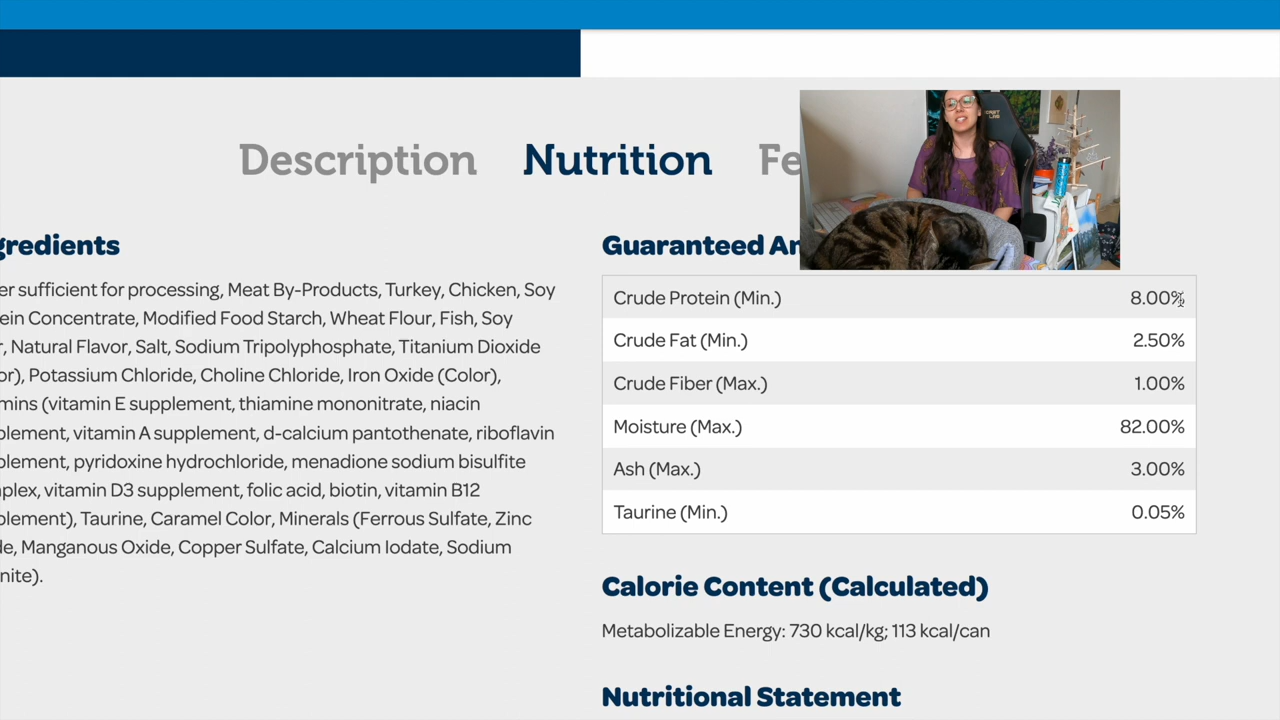 Description Nutrition Fe
gredients
er sufficient for processing, Meat By-Products, Turkey, Chicken, Soy
ein Concentrate, Modified Food Starch, Wheat Flour, Fish, Soy
r, Natural Flavor, Salt, Sodium Tripolyphosphate, Titanium Dioxide
or), Potassium Chloride, Choline Chloride, Iron Oxide (Color),
mins (vitamin E supplement, thiamine mononitrate, niacin
plement, vitamin A supplement, d-calcium pantothenate, riboflavin
plement, pyridoxine hydrochloride, menadione sodium bisulfite
plex, vitamin D3 supplement, folic acid, biotin, vitamin B12
plement), Taurine, Caramel Color, Minerals (Ferrous Sulfate, Zinc
de, Manganous Oxide, Copper Sulfate, Calcium Iodate, Sodium
nite).
Guaranteed An
Crude Protein (Min.) 8.00%
Crude Fat (Min.) 2.50%
Crude Fiber (Max.) 1.00%
Moisture (Max.) 82.00%
Ash (Max.) 3.00%
Taurine (Min.) 0.05%
Calorie Content (Calculated)
Metabolizable Energy: 730 kcal/kg; 113 kcal/can
Nutritional Statement